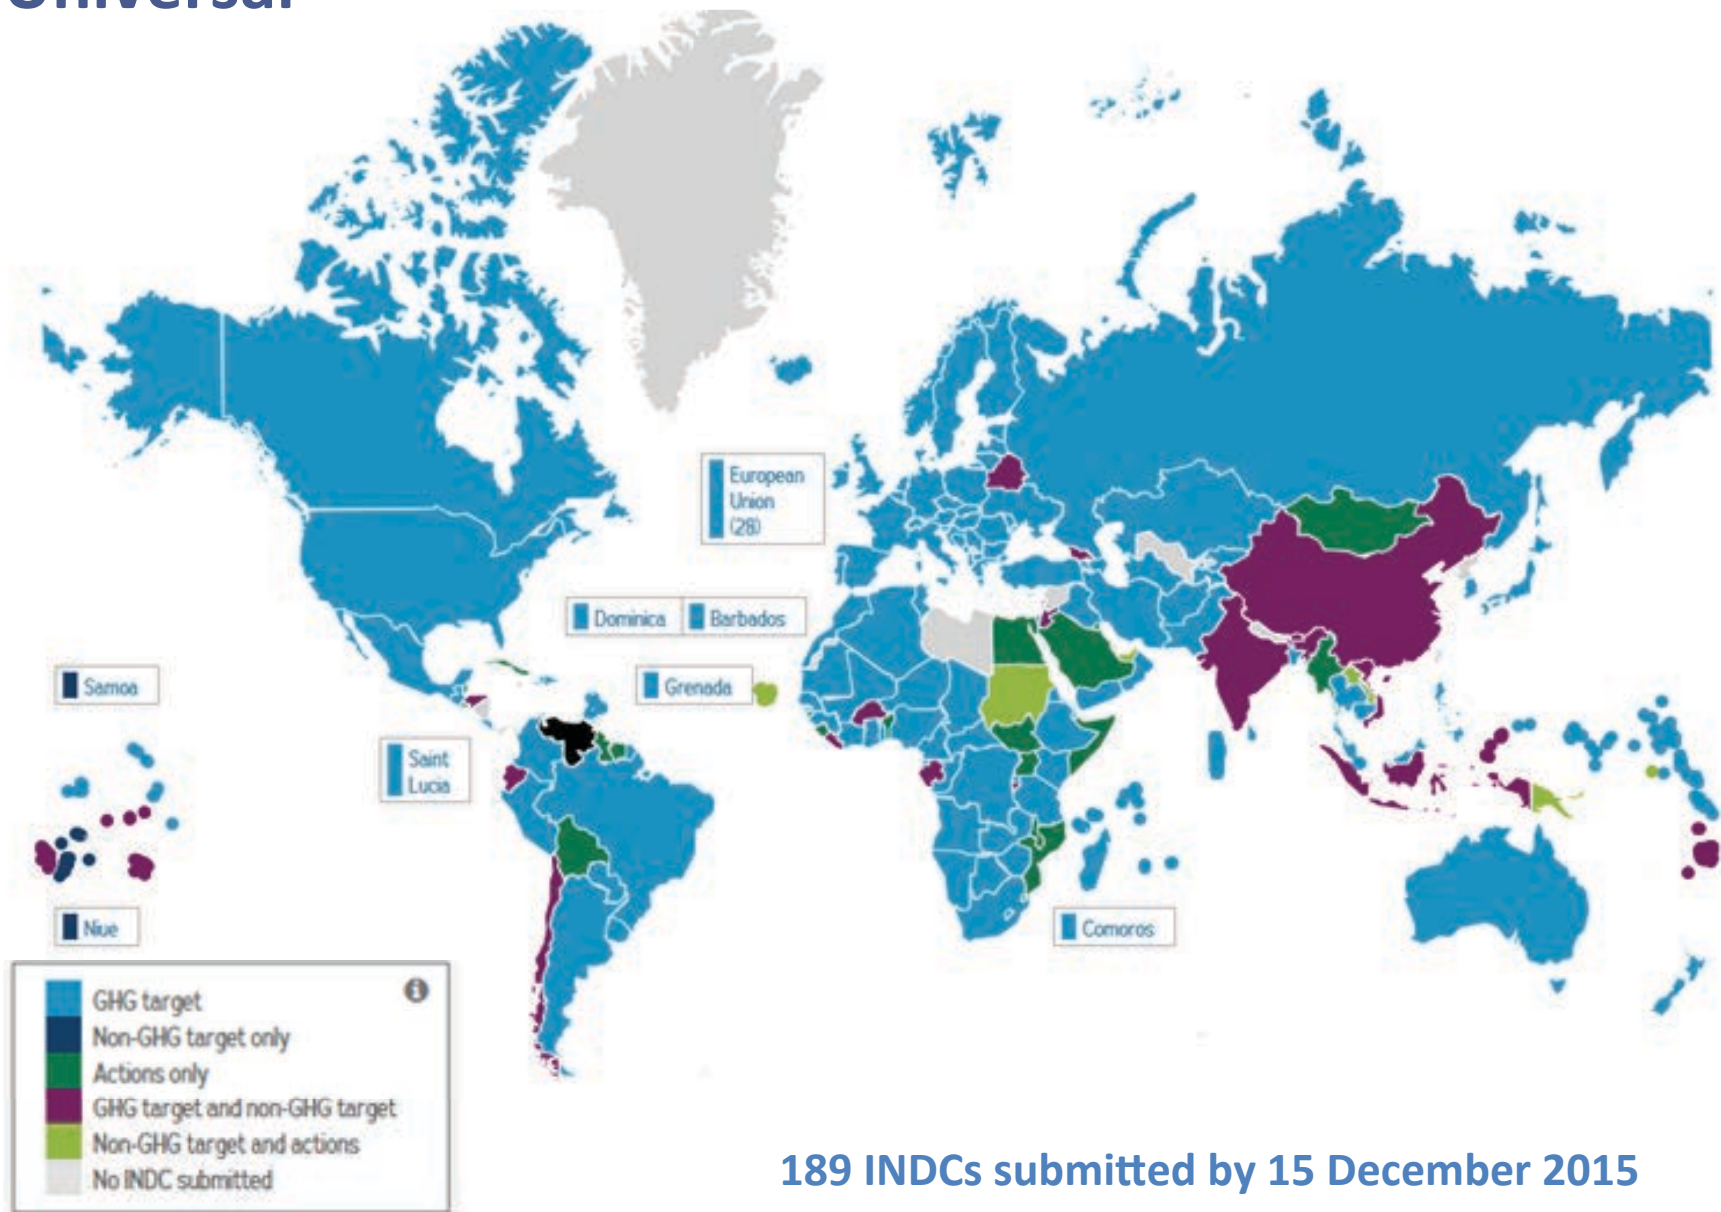 Universal
European
Union
(28)
Dominica
Barbados
Samoa
Grenada
Saint
Lucia
Niue
Comoros
GHG target
Non-GHG target only
Actions only
GHG target and non-GHG target
Non-GHG target and actions
No INDC submitted
189 INDCs submitted by 15 December 2015